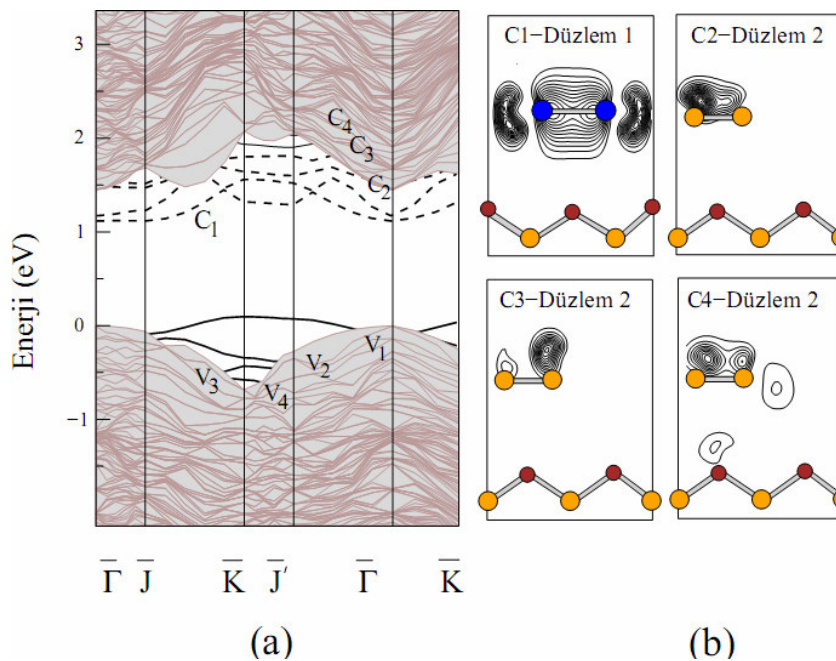 Enerji (eV)
3
2
1
0
−1
C4
C3
C2
C1
V1
V2
V3
V4
Γ̅ J̅ K̅ J̅′ Γ̅ K̅
(a)
C1−Düzlem 1
C2−Düzlem 2
C3−Düzlem 2
C4−Düzlem 2
(b)